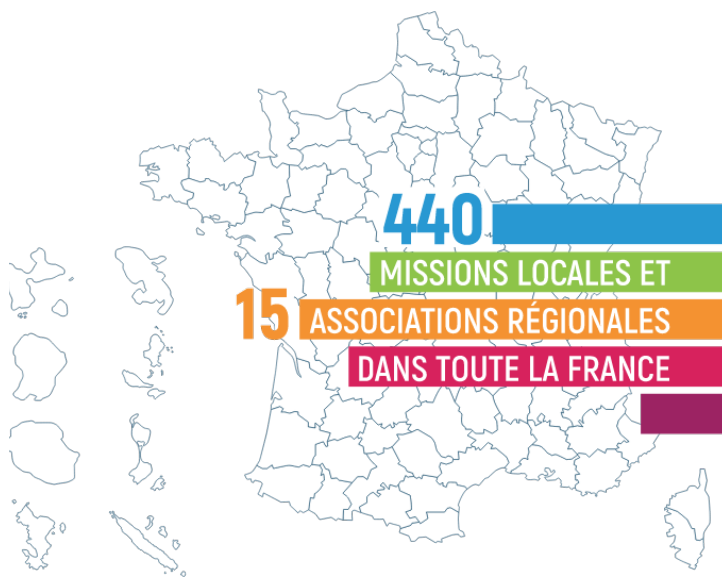 440
MISSIONS LOCALES ET
15 ASSOCIATIONS RÉGIONALES
DANS TOUTE LA FRANCE